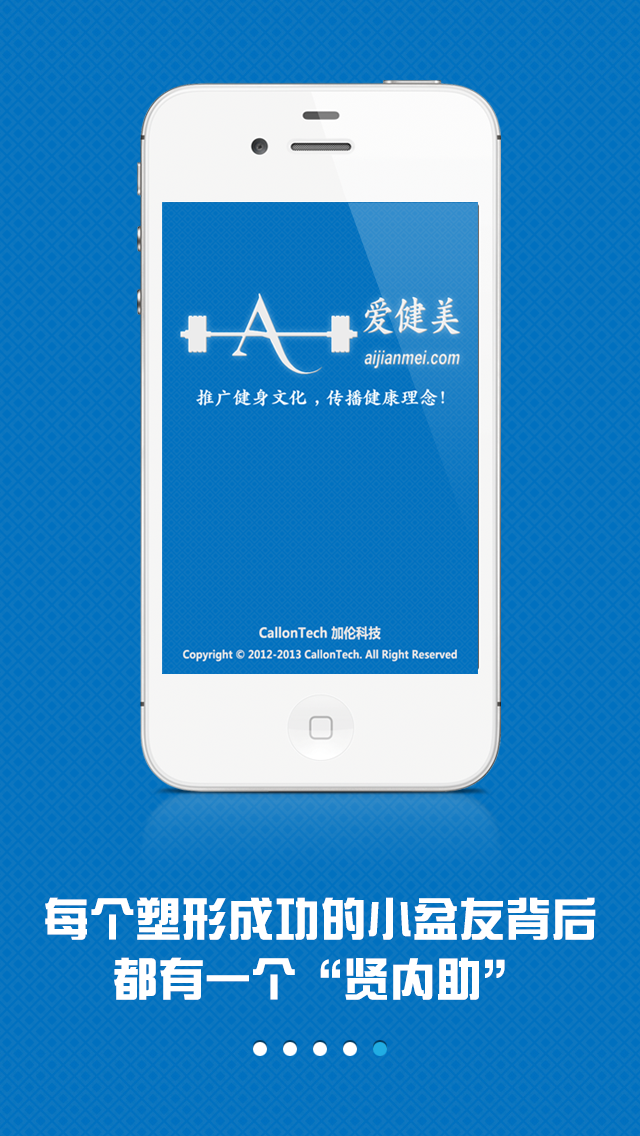 爱健美
aijianmei.com
推广健身文化，传播健康理念!
CallonTech 加伦科技
Copyright © 2012-2013 CallonTech. All Right Reserved
每个塑形成功的小盆友背后
都有一个“贤内助”